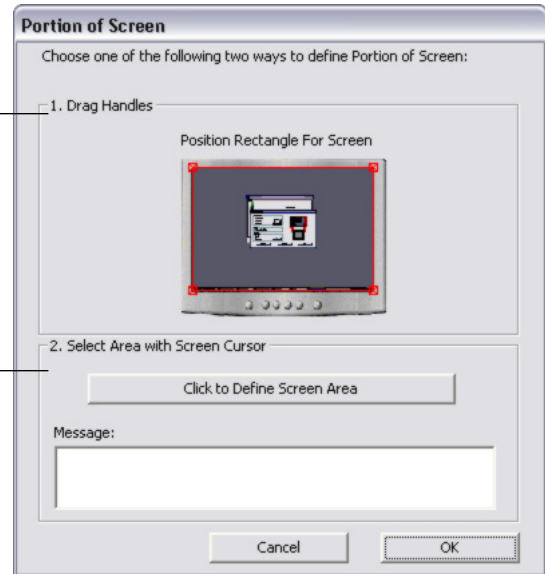 Portion of Screen
Choose one of the following two ways to define Portion of Screen:
1. Drag Handles
Position Rectangle For Screen
2. Select Area with Screen Cursor
Click to Define Screen Area
Message:
Cancel
OK